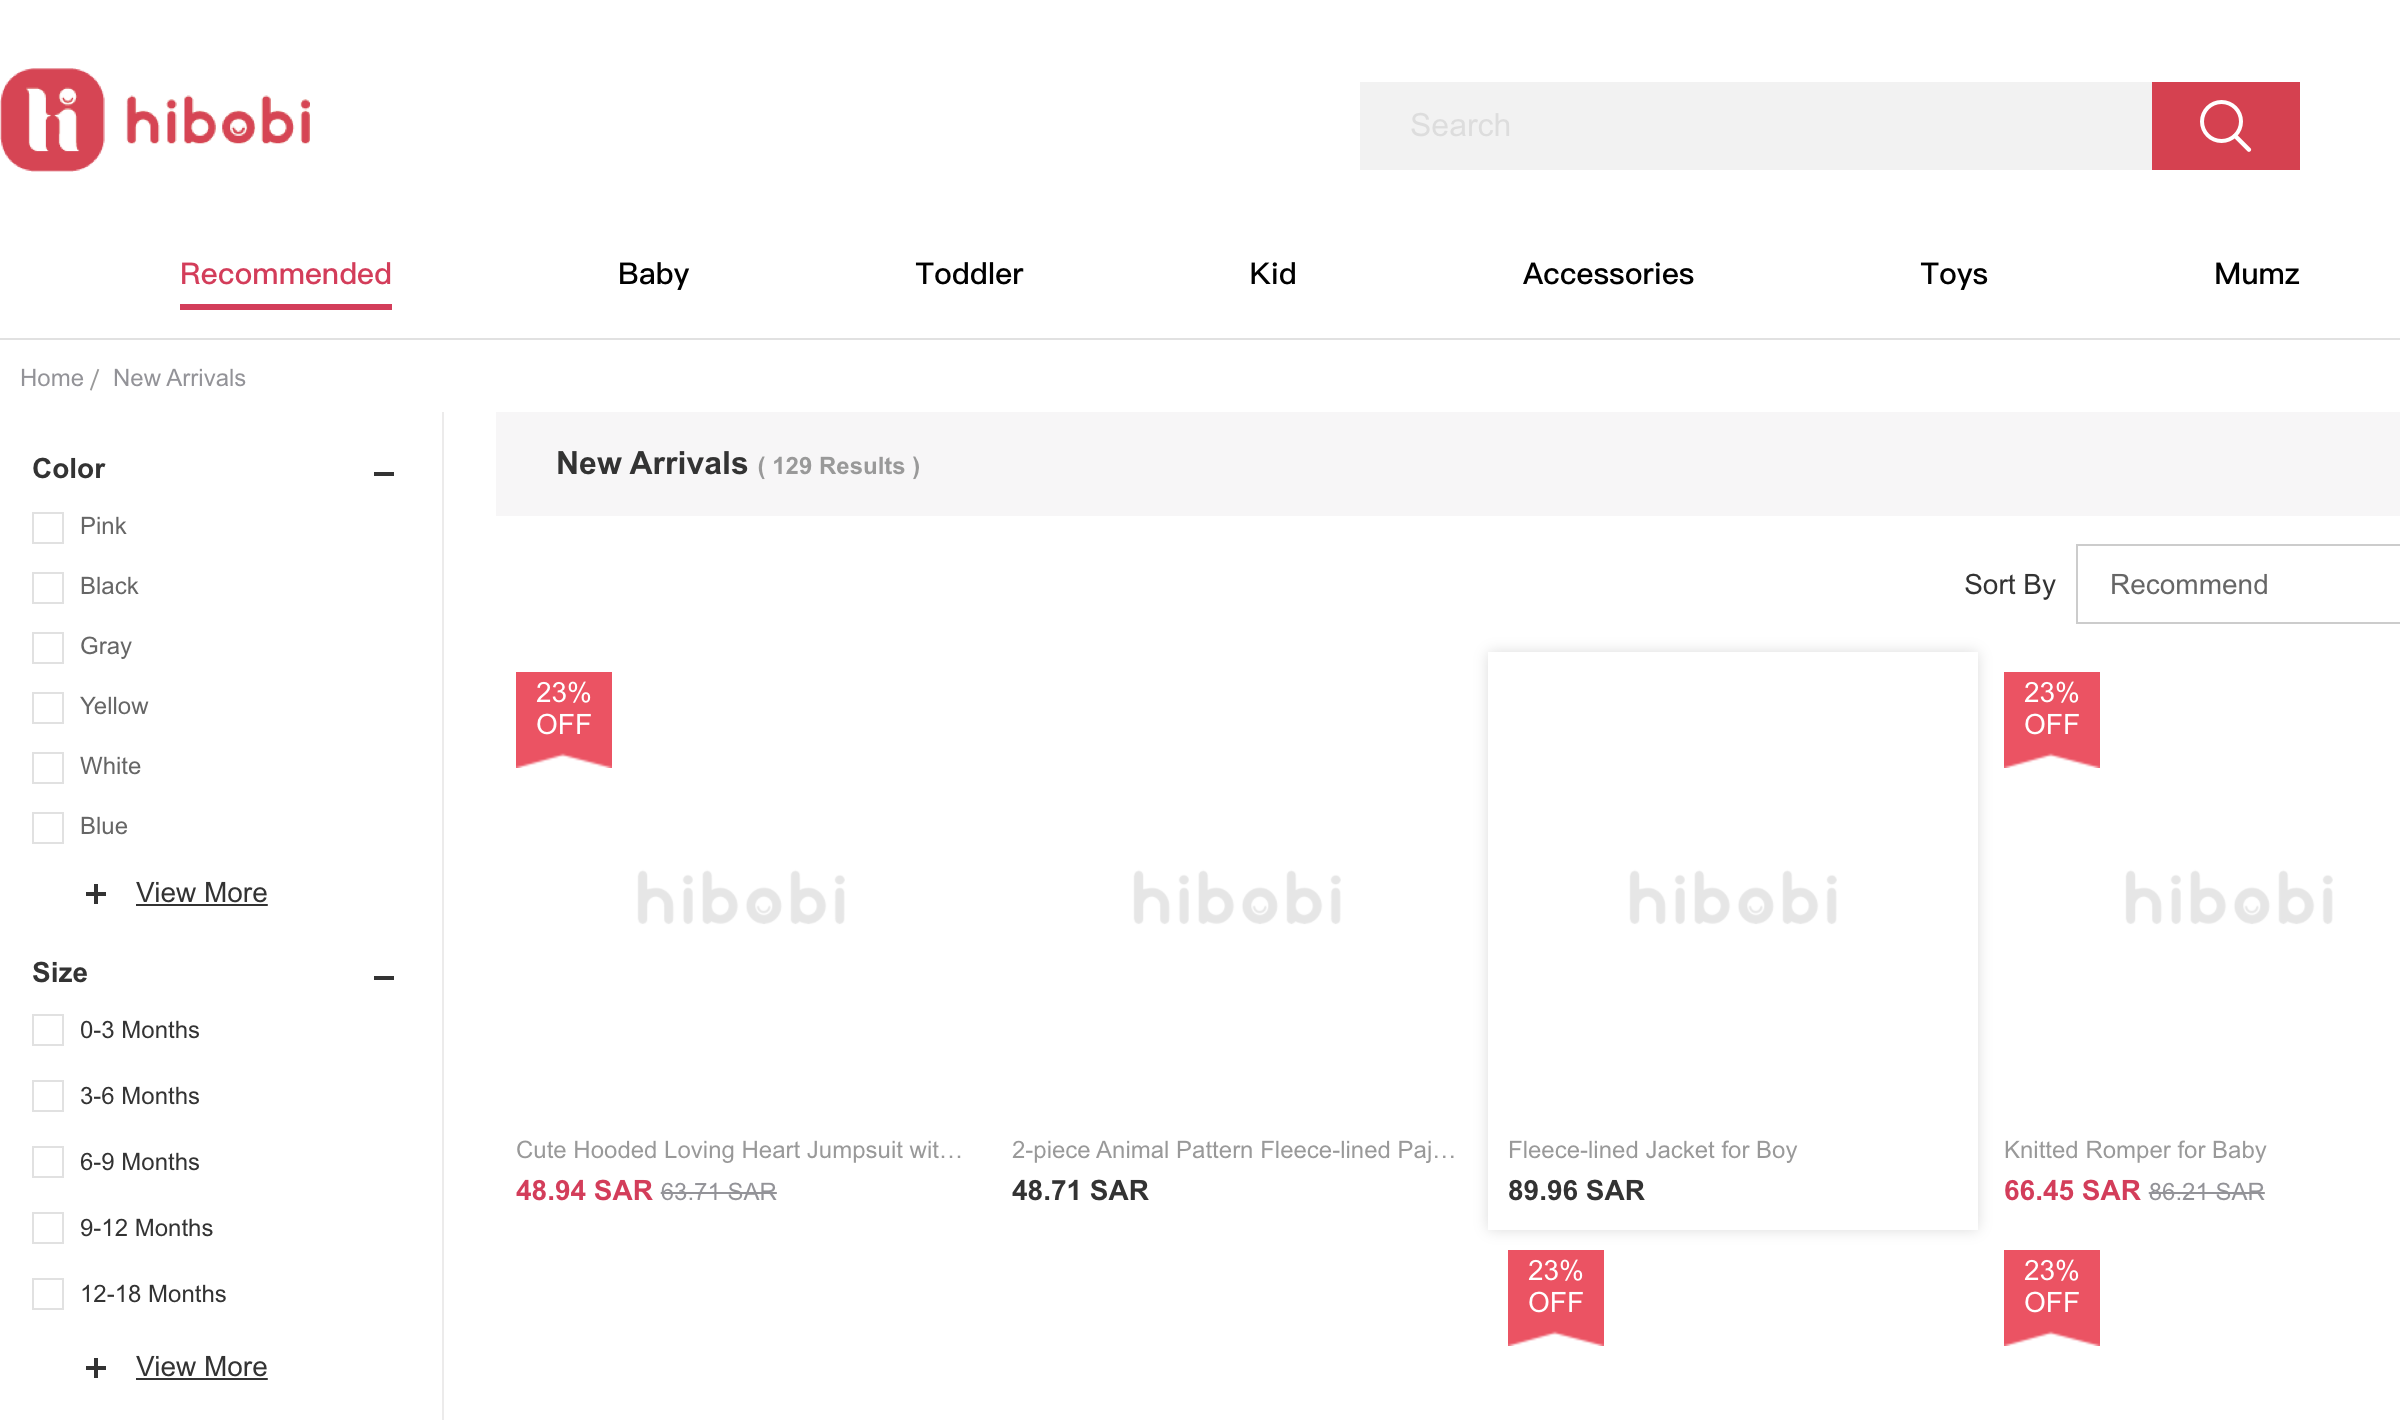 hi hibobi
Search
Recommended Baby Toddler Kid Accessories Toys Mumz
Home / New Arrivals
Color
Pink
Black
Gray
Yellow
White
Blue
+ View More
Size
0-3 Months
3-6 Months
6-9 Months
9-12 Months
12-18 Months
+ View More
New Arrivals ( 129 Results )
Sort By Recommend
23%
OFF
hibobi
Cute Hooded Loving Heart Jumpsuit wit...
48.94 SAR 63.71 SAR
hibobi
2-piece Animal Pattern Fleece-lined Paj...
48.71 SAR
hibobi
Fleece-lined Jacket for Boy
89.96 SAR
23%
OFF
hibobi
Knitted Romper for Baby
66.45 SAR 86.21 SAR
23%
OFF
23%
OFF